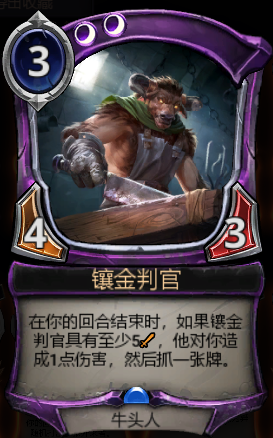 3
4
3
镶金判官
在你的回合结束时，如果镶金
判官具有至少5，他对你造
成1点伤害，然后抓一张牌。
牛头人